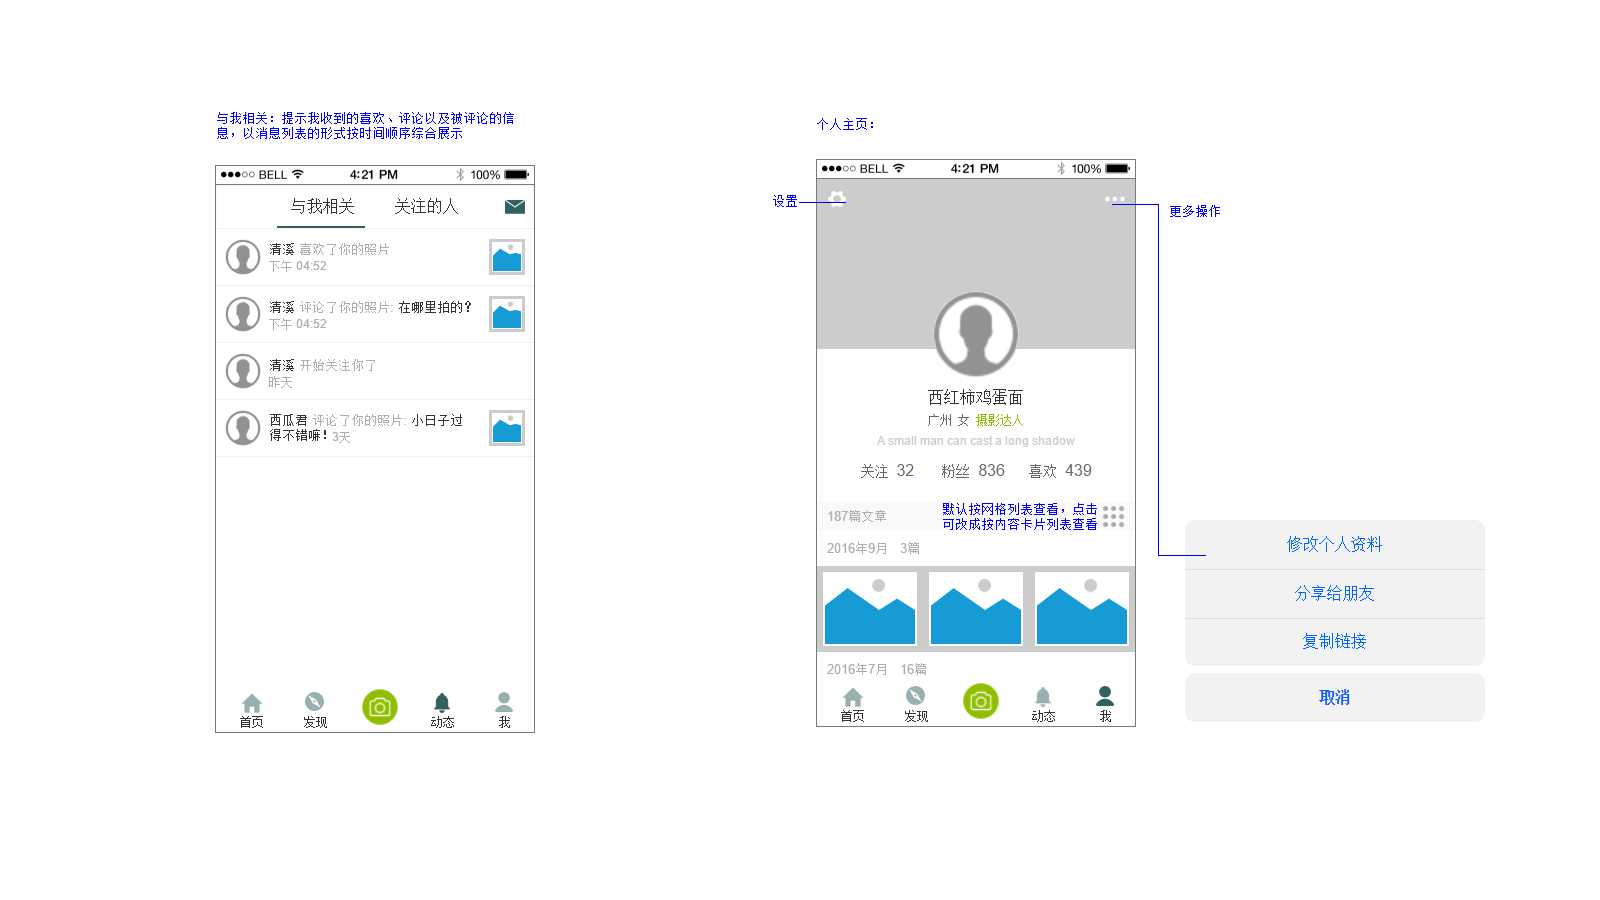 与我相关：提示我收到的喜欢、评论以及被评论的信
息，以消息列表的形式按时间顺序综合展示
BELL 4:21 PM 100%
与我相关 关注的人
清溪 喜欢了你的照片
下午 04:52
清溪 评论了你的照片: 在哪里拍的？
下午 04:52
清溪 开始关注你了
昨天
西瓜君 评论了你的照片: 小日子过
得不错嘛！3天
首页 发现 动态 我
个人主页：
BELL 4:21 PM 100%
设置
更多操作
西红柿鸡蛋面
广州 女 摄影达人
A small man can cast a long shadow
关注 32 粉丝 836 喜欢 439
187篇文章
默认按网格列表查看，点击
可改成按内容卡片列表查看
2016年9月 3篇
2016年7月 16篇
首页 发现 动态 我
修改个人资料
分享给朋友
复制链接
取消